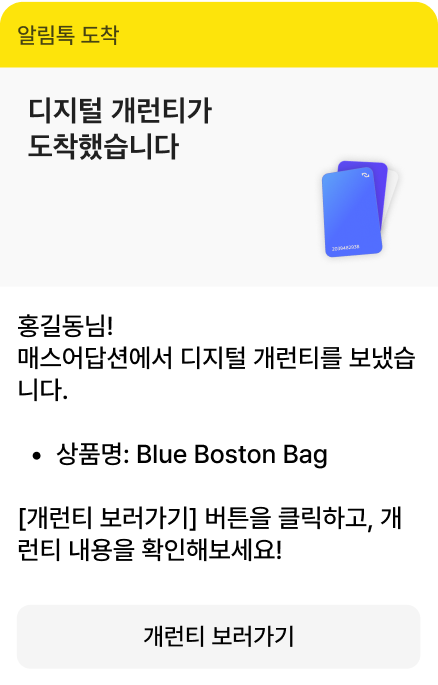 알림톡 도착
디지털 개런티가
도착했습니다
홍길동님!
매스어답션에서 디지털 개런티를 보냈습
니다.
• 상품명: Blue Boston Bag
[개런티 보러가기] 버튼을 클릭하고, 개
런티 내용을 확인해보세요!
개런티 보러가기